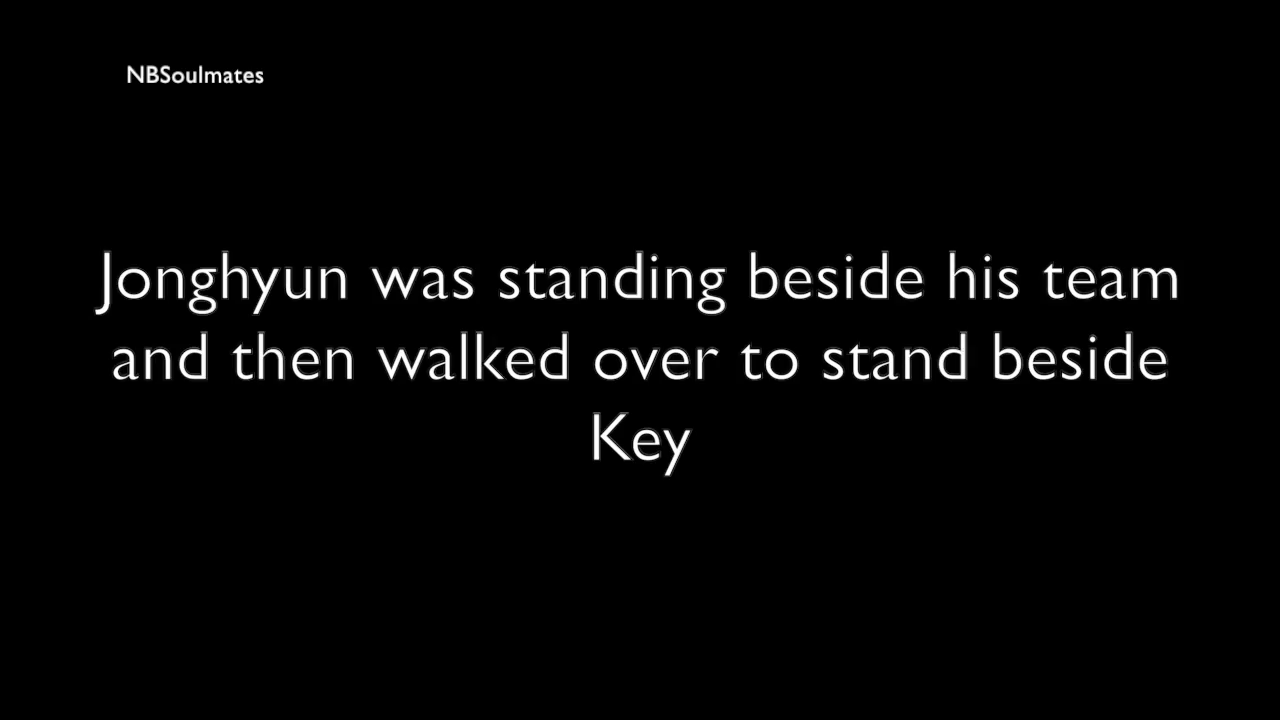 NBSoulmates
Jonghyun was standing beside his team
and then walked over to stand beside
Key